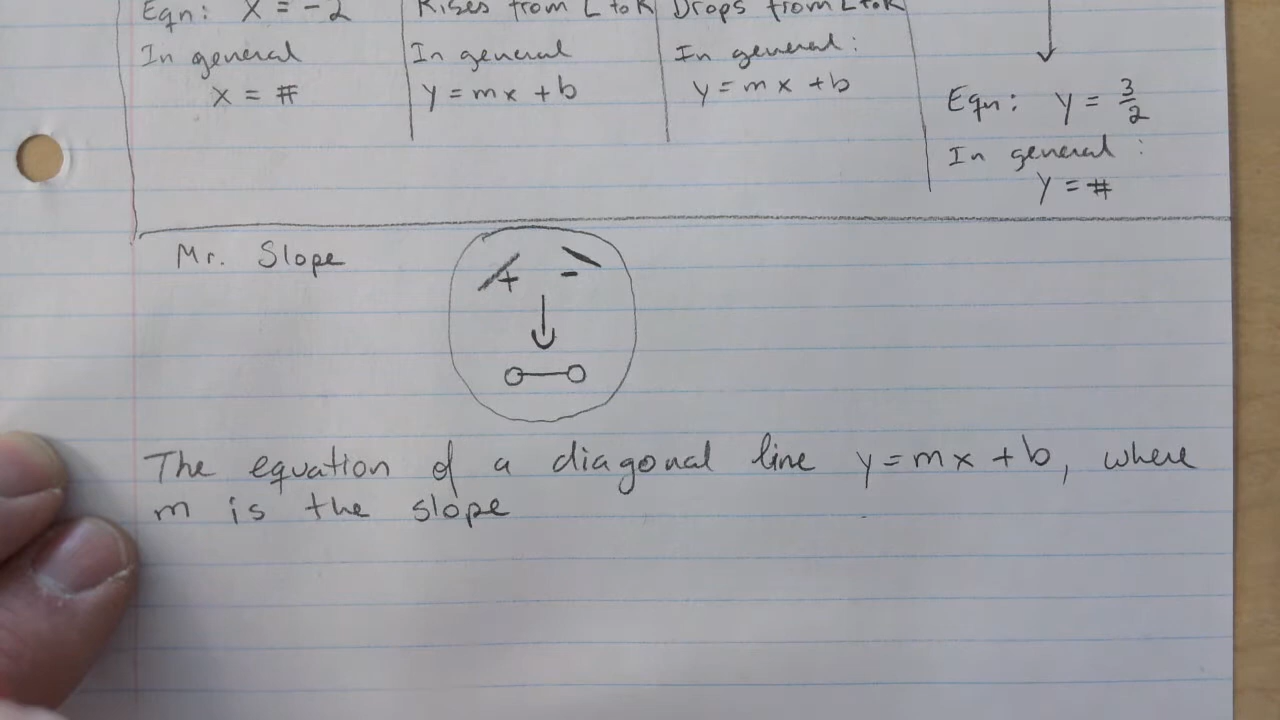 Eqn: x = -2
In general
x = #
Rises from L to R
In general
y = mx + b
Drops from L to R
In general:
y = mx + b
Eqn: y = 3/2
In general:
y = #
Mr. Slope
+ -
The equation of a diagonal line y = mx + b, where
m is the slope